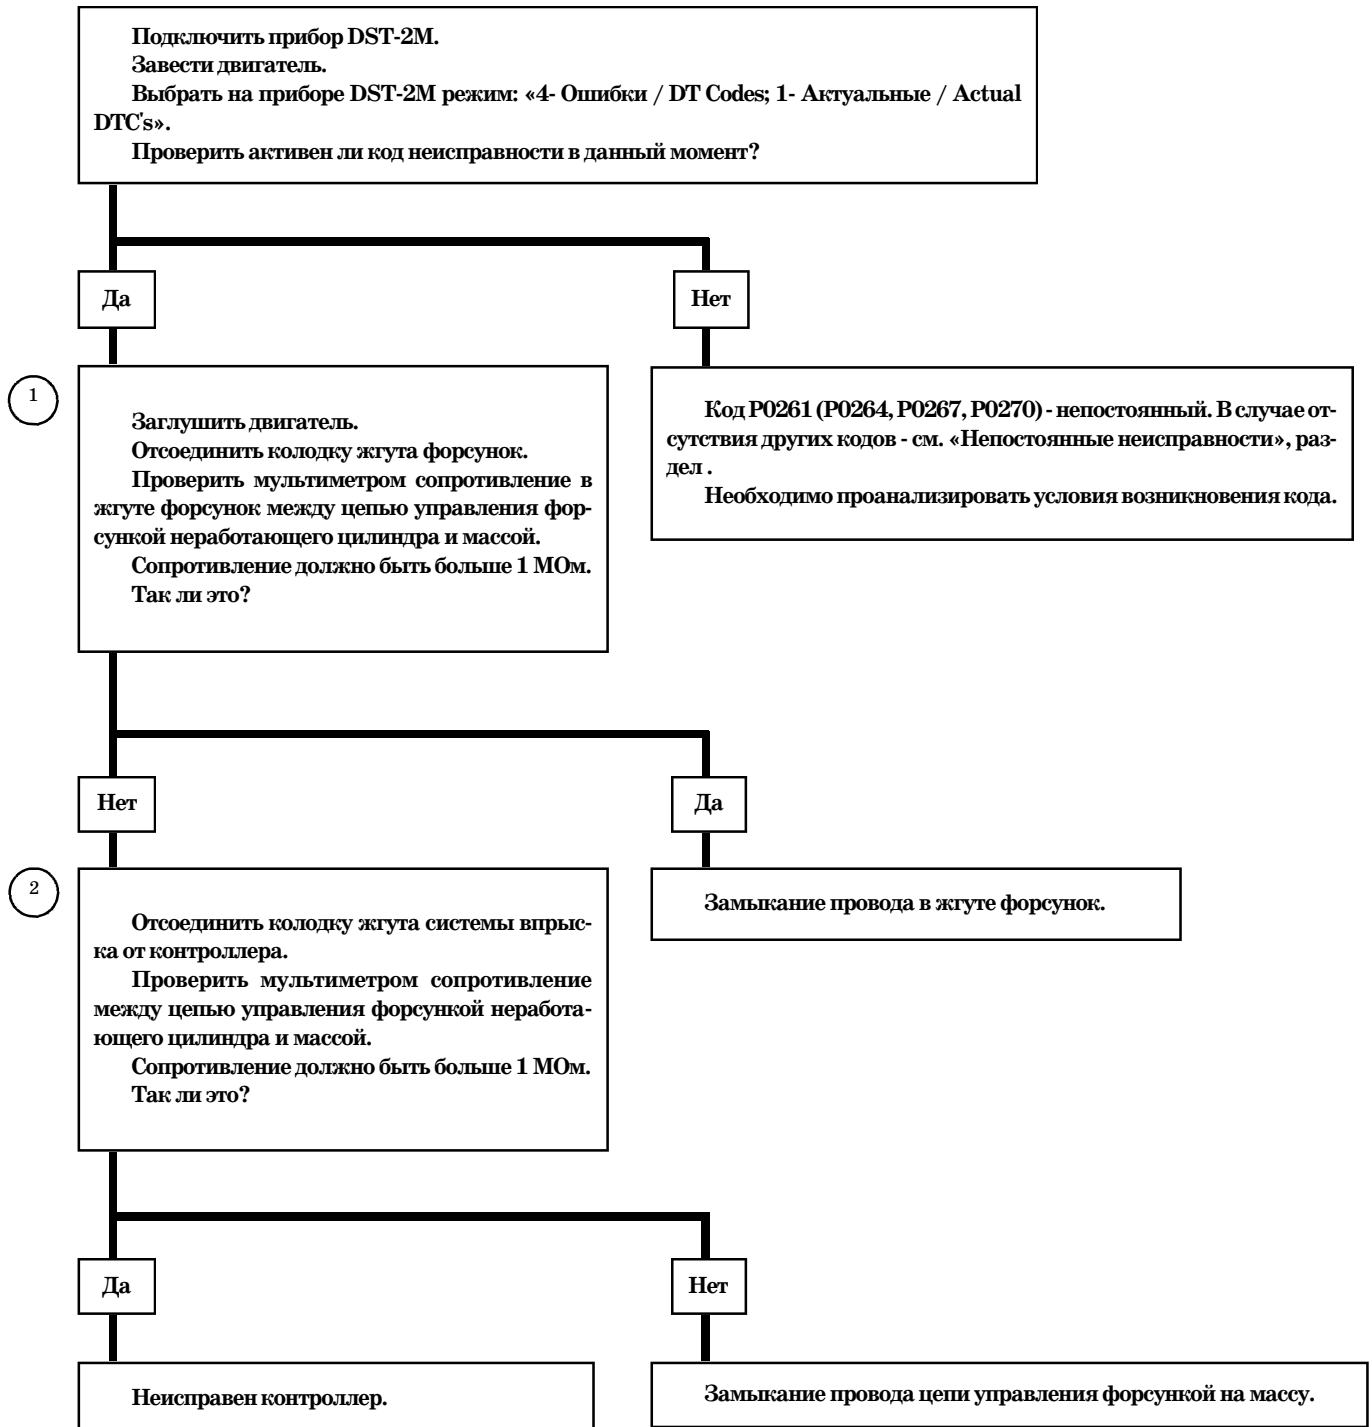 Подключить прибор DST-2M.
Завести двигатель.
Выбрать на приборе DST-2M режим: «4- Ошибки / DT Codes; 1- Актуальные / Actual
DTC's».
Проверить активен ли код неисправности в данный момент?
Да
Нет
1
Заглушить двигатель.
Отсоединить колодку жгута форсунок.
Проверить мультиметром сопротивление в
жгуте форсунок между цепью управления фор-
сункой неработающего цилиндра и массой.
Сопротивление должно быть больше 1 МОм.
Так ли это?
Код P0261 (P0264, P0267, P0270) - непостоянный. В случае от-
сутствия других кодов - см. «Непостоянные неисправности», раз-
дел .
Необходимо проанализировать условия возникновения кода.
Нет
Да
2
Отсоединить колодку жгута системы впрыс-
ка от контроллера.
Проверить мультиметром сопротивление
между цепью управления форсункой неработа-
ющего цилиндра и массой.
Сопротивление должно быть больше 1 МОм.
Так ли это?
Замыкание провода в жгуте форсунок.
Да
Нет
Неисправен контроллер.
Замыкание провода цепи управления форсункой на массу.